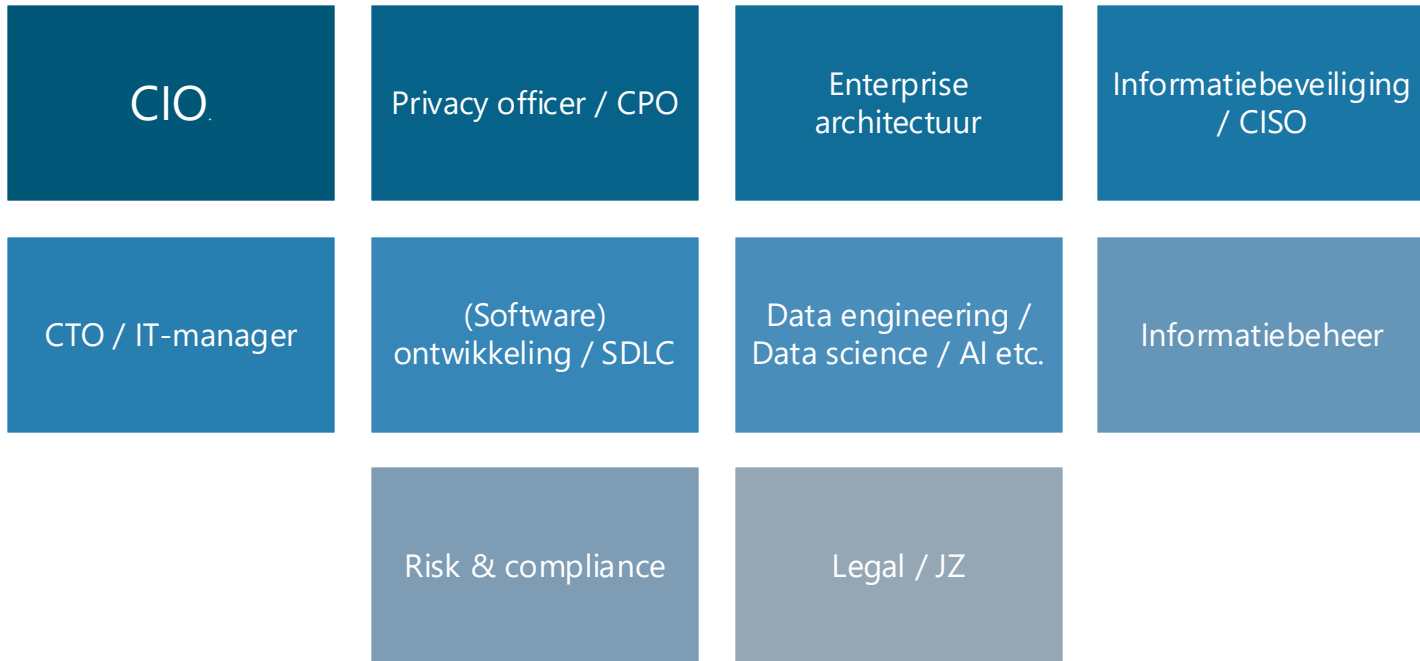 CIO.
Privacy officer / CPO
Enterprise
architectuur
Informatiebeveiliging
/ CISO
CTO / IT-manager
(Software)
ontwikkeling / SDLC
Data engineering /
Data science / AI etc.
Informatiebeheer
Risk & compliance
Legal / JZ